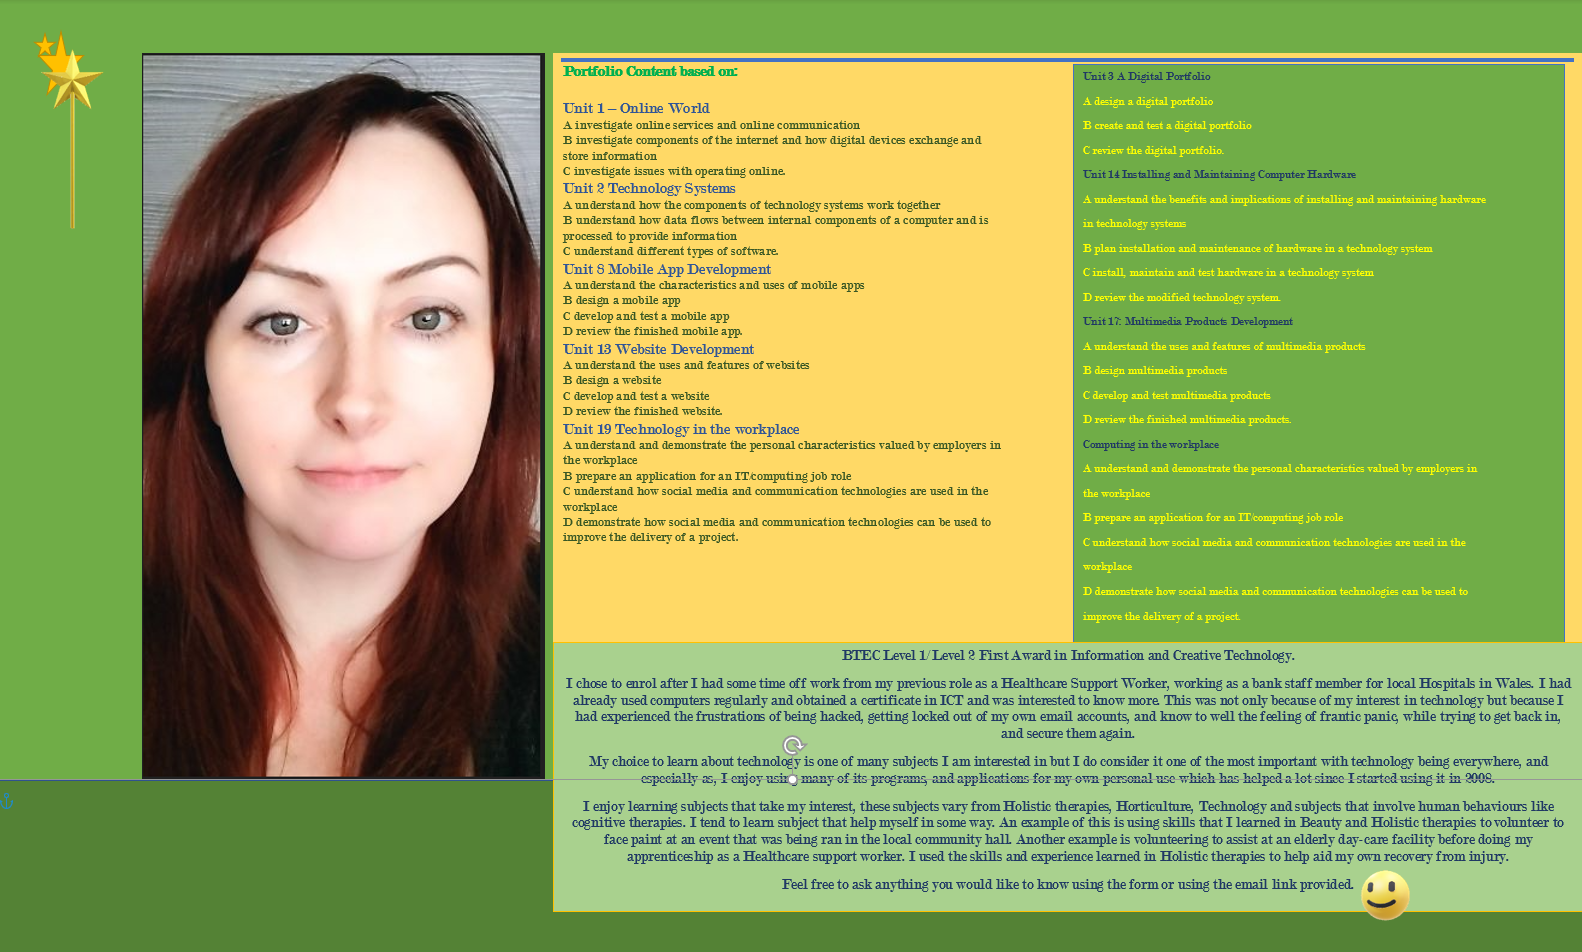 Portfolio Content based on:
Unit 1 – Online World
A investigate online services and online communication
B investigate components of the internet and how digital devices exchange and
store information
C investigate issues with operating online.
Unit 2 Technology Systems
A understand how the components of technology systems work together
B understand how data flows between internal components of a computer and is
processed to provide information
C understand different types of software.
Unit 8 Mobile App Development
A understand the characteristics and uses of mobile apps
B design a mobile app
C develop and test a mobile app
D review the finished mobile app.
Unit 13 Website Development
A understand the uses and features of websites
B design a website
C develop and test a website
D review the finished website.
Unit 19 Technology in the workplace
A understand and demonstrate the personal characteristics valued by employers in
the workplace
B prepare an application for an IT/computing job role
C understand how social media and communication technologies are used in the
workplace
D demonstrate how social media and communication technologies can be used to
improve the delivery of a project.
Unit 3 A Digital Portfolio
A design a digital portfolio
B create and test a digital portfolio
C review the digital portfolio.
Unit 14 Installing and Maintaining Computer Hardware
A understand the benefits and implications of installing and maintaining hardware
in technology systems
B plan installation and maintenance of hardware in a technology system
C install, maintain and test hardware in a technology system
D review the modified technology system.
Unit 17: Multimedia Products Development
A understand the uses and features of multimedia products
B design multimedia products
C develop and test multimedia products
D review the finished multimedia products.
Computing in the workplace
A understand and demonstrate the personal characteristics valued by employers in
the workplace
B prepare an application for an IT/computing job role
C understand how social media and communication technologies are used in the
workplace
D demonstrate how social media and communication technologies can be used to
improve the delivery of a project.
BTEC Level 1/ Level 2 First Award in Information and Creative Technology.
I chose to enrol after I had some time off work from my previous role as a Healthcare Support Worker, working as a bank staff member for local Hospitals in Wales. I had
already used computers regularly and obtained a certificate in ICT and was interested to know more. This was not only because of my interest in technology but because I
had experienced the frustrations of being hacked, getting locked out of my own email accounts, and know to well the feeling of frantic panic, while trying to get back in,
and secure them again.
My choice to learn about technology is one of many subjects I am interested in but I do consider it one of the most important with technology being everywhere, and
especially as, I enjoy using many of its programs, and applications for my own personal use which has helped a lot since I started using it in 2008.
I enjoy learning subjects that take my interest, these subjects vary from Holistic therapies, Horticulture, Technology and subjects that involve human behaviours like
cognitive therapies. I tend to learn subject that help myself in some way. An example of this is using skills that I learned in Beauty and Holistic therapies to volunteer to
face paint at an event that was being ran in the local community hall. Another example is volunteering to assist at an elderly day-care facility before doing my
apprenticeship as a Healthcare support worker. I used the skills and experience learned in Holistic therapies to help aid my own recovery from injury.
Feel free to ask anything you would like to know using the form or using the email link provided.